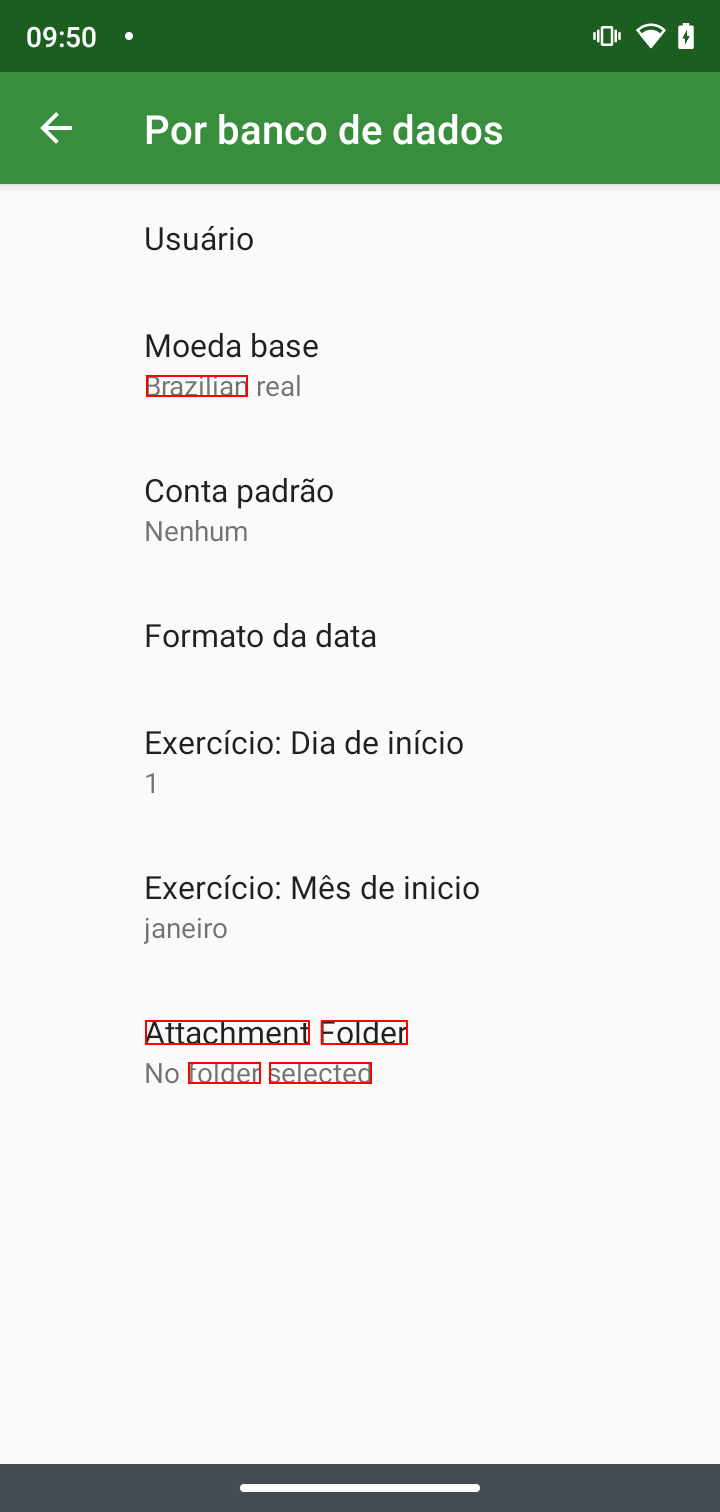 09:50
Por banco de dados
Usuário
Moeda base
Brazilian real
Conta padrão
Nenhum
Formato da data
Exercício: Dia de início
1
Exercício: Mês de inicio
janeiro
Attachment Folder
No folder selected